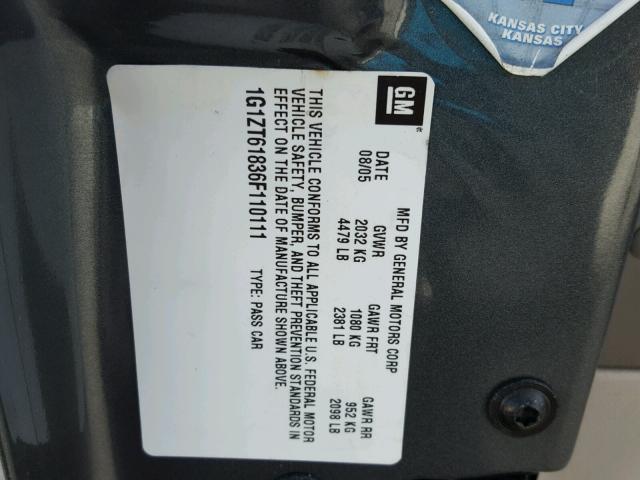 KANSAS CITY
KANSAS
GM
MFD BY GENERAL MOTORS CORP
DATE GVWR GAWR FRT GAWR RR
08/05 2032 KG 1080 KG 952 KG
4479 LB 2381 LB 2098 LB
THIS VEHICLE CONFORMS TO ALL APPLICABLE U.S. FEDERAL MOTOR
VEHICLE SAFETY, BUMPER, AND THEFT PREVENTION STANDARDS IN
EFFECT ON THE DATE OF MANUFACTURE SHOWN ABOVE.
1G1ZT61836F110111 TYPE: PASS CAR